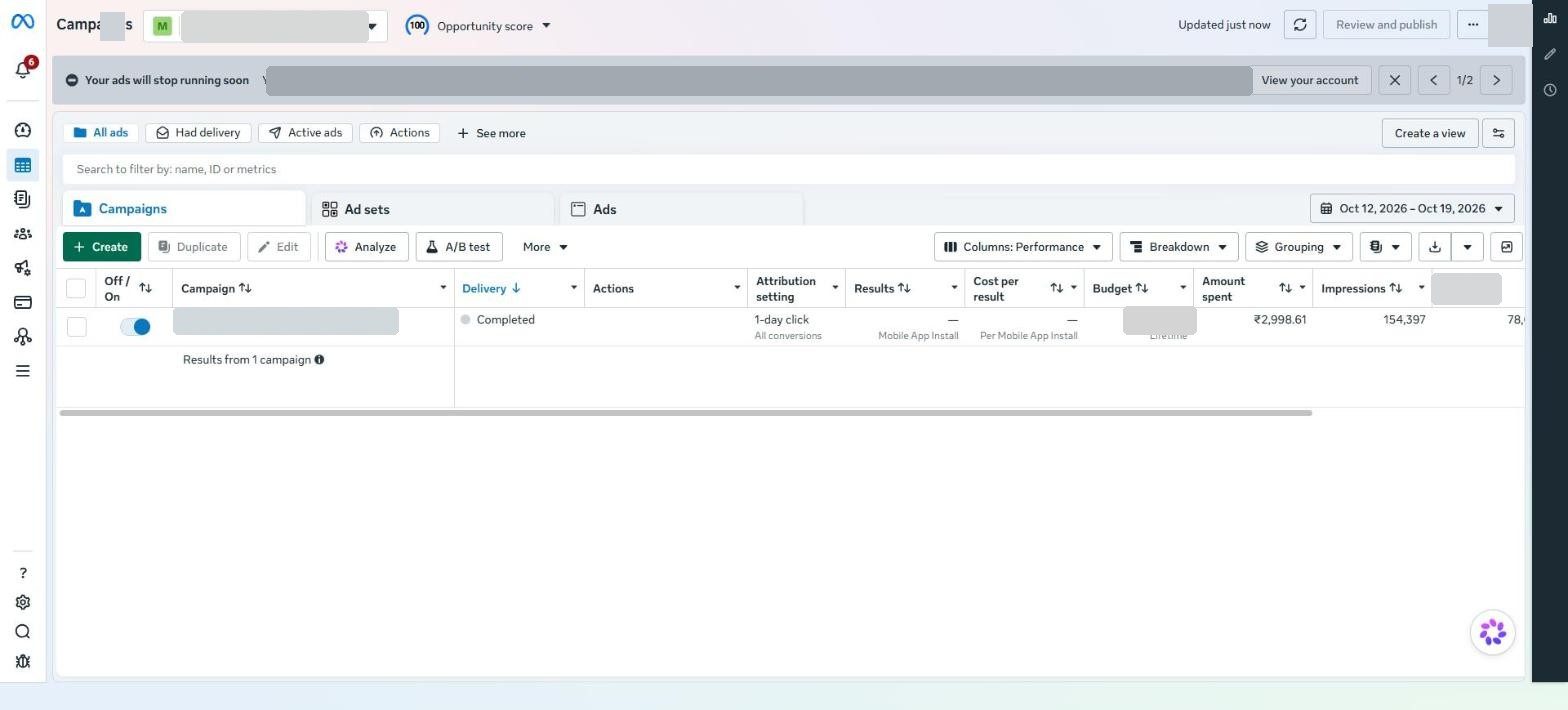 Campa s
M
100 Opportunity score
Updated just now
Review and publish
6
Your ads will stop running soon
View your account
1/2
All ads
Had delivery
Active ads
Actions
See more
Create a view
Search to filter by: name, ID or metrics
Campaigns
Ad sets
Ads
Oct 12, 2026 – Oct 19, 2026
+ Create
Duplicate
Edit
Analyze
A/B test
More
Columns: Performance
Breakdown
Grouping
Off / On
Campaign
Delivery
Actions
Attribution setting
Results
Cost per result
Budget
Amount spent
Impressions
Completed
1-day click
All conversions
—
Mobile App Install
—
Per Mobile App Install
Lifetime
₹2,998.61
154,397
78,
Results from 1 campaign
?